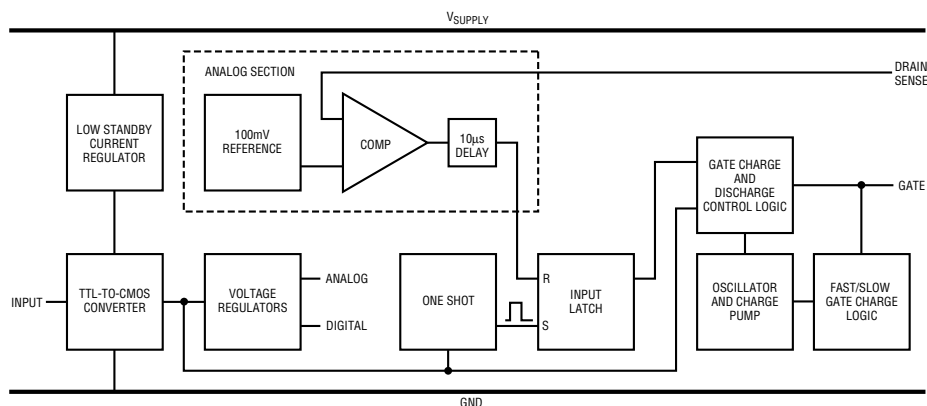 VSUPPLY
ANALOG SECTION
DRAIN
SENSE
LOW STANDBY
CURRENT
REGULATOR
100mV
REFERENCE
COMP
10µs
DELAY
GATE CHARGE
AND
DISCHARGE
CONTROL LOGIC
GATE
INPUT
TTL-TO-CMOS
CONVERTER
VOLTAGE
REGULATORS
ANALOG
DIGITAL
ONE SHOT
R
S
INPUT
LATCH
OSCILLATOR
AND CHARGE
PUMP
FAST/SLOW
GATE CHARGE
LOGIC
GND